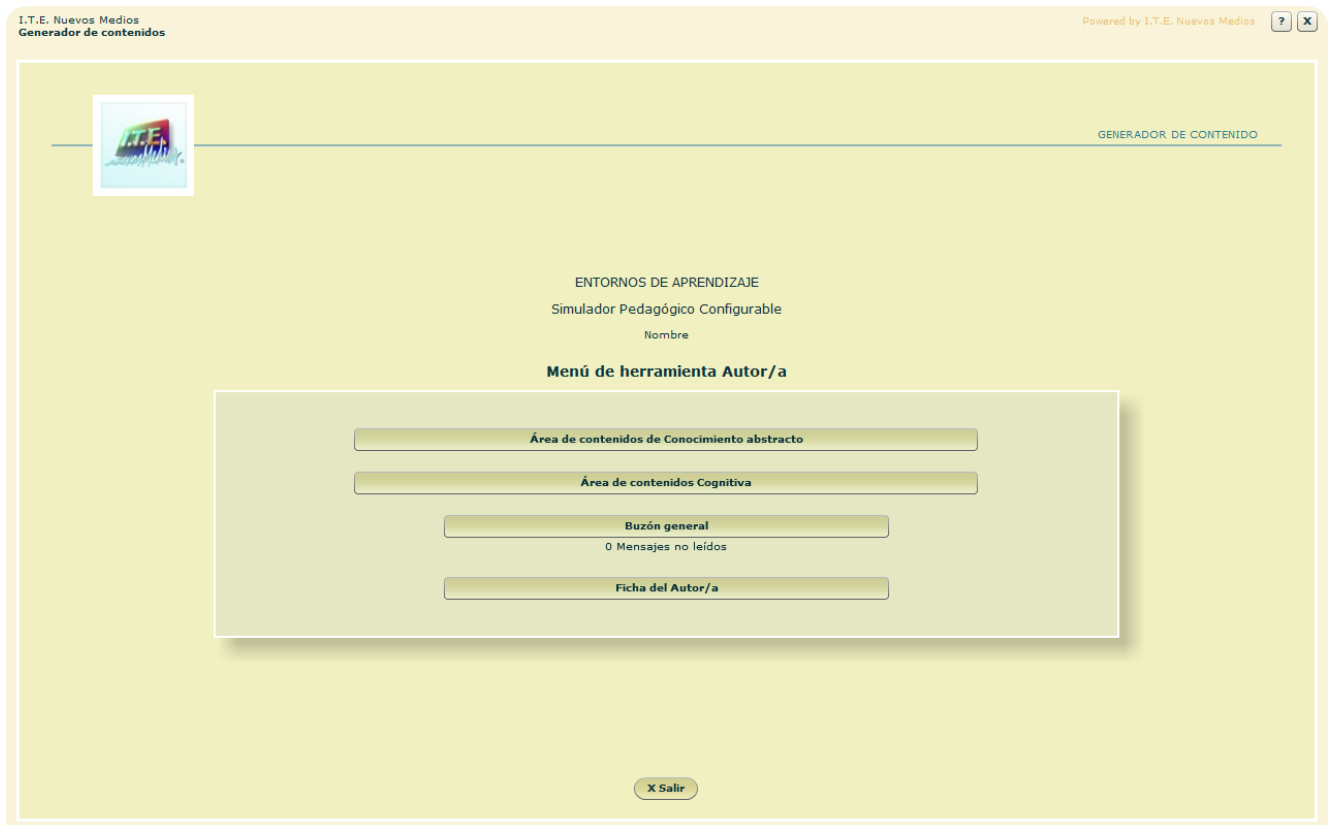 I.T.E. Nuevos Medios
Generador de contenidos
Powered by I.T.E. Nuevos Medios
?
X
I.T.E.
GENERADOR DE CONTENIDO
ENTORNOS DE APRENDIZAJE
Simulador Pedagógico Configurable
Nombre
Menú de herramienta Autor/a
Área de contenidos de Conocimiento abstracto
Área de contenidos Cognitiva
Buzón general
0 Mensajes no leídos
Ficha del Autor/a
X Salir